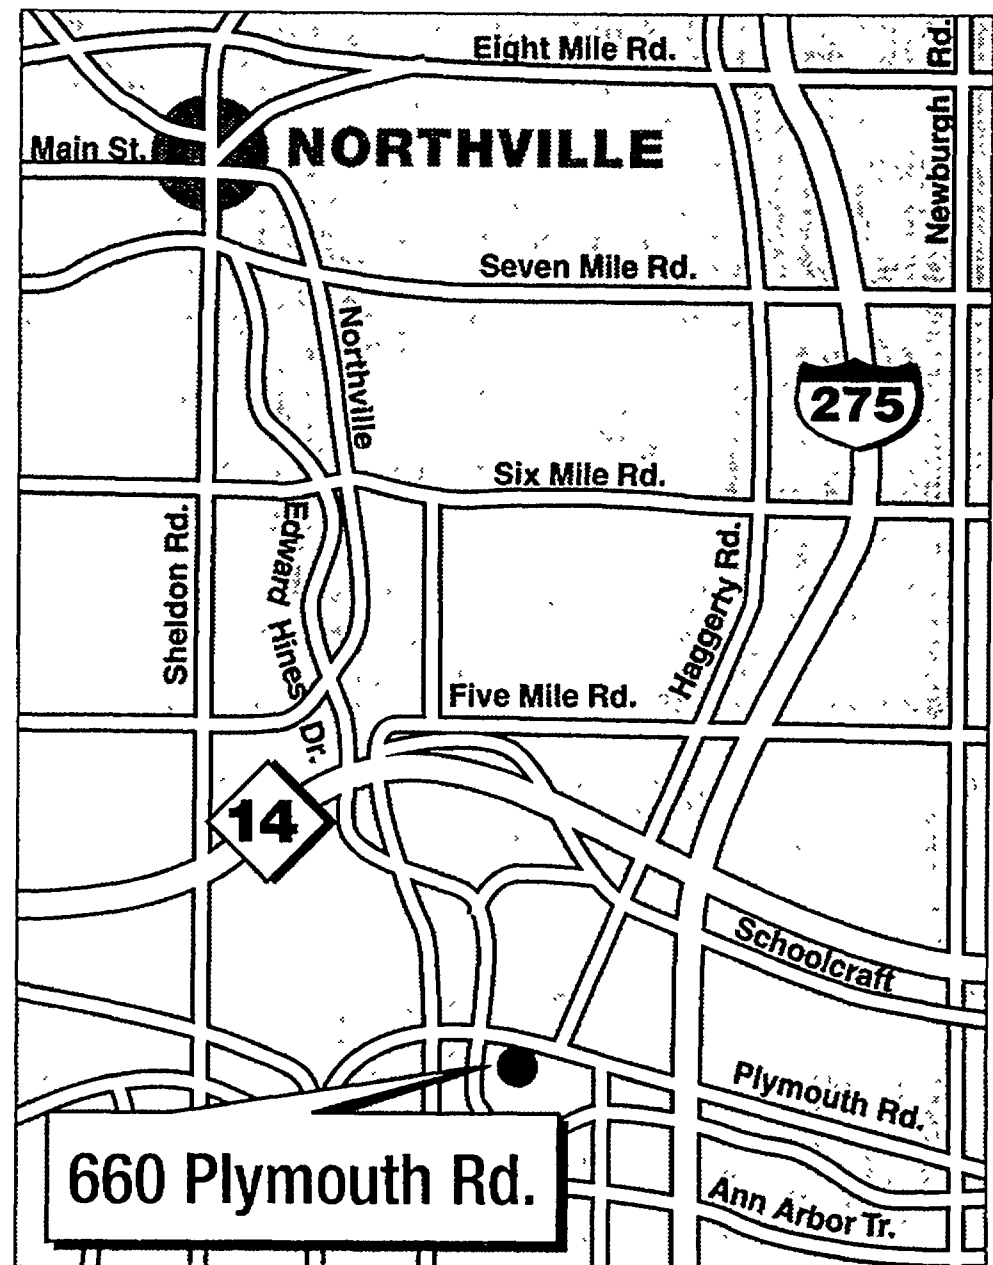 Eight Mile Rd.
Newburgh Rd.
Main St.
NORTHVILLE
Seven Mile Rd.
Northville
275
Six Mile Rd.
Sheldon Rd.
Edward Hines Dr.
Haggerty Rd.
Five Mile Rd.
14
Schoolcraft
Plymouth Rd.
660 Plymouth Rd.
Ann Arbor Tr.